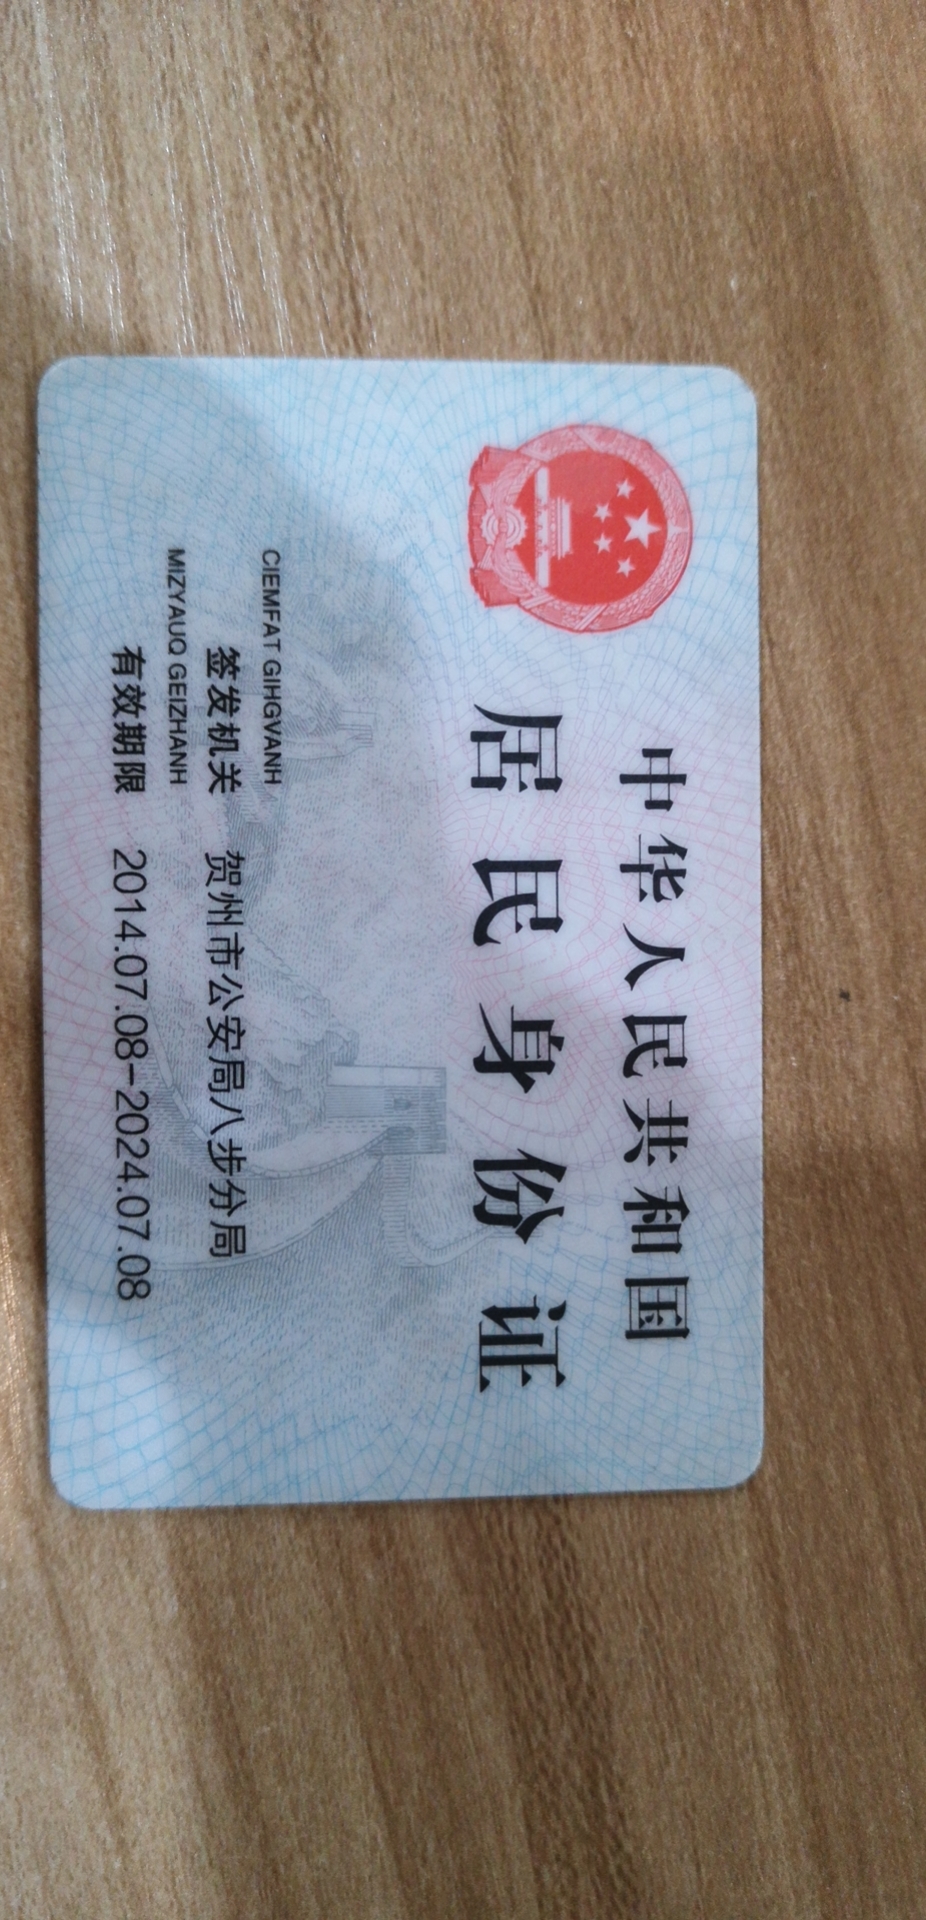 中华人民共和国
居民身份证
CIEMFAT GIHGVANH
签发机关 贺州市公安局八步分局
MIZYAUQ GEIZHANH
有效期限 2014.07.08-2024.07.08